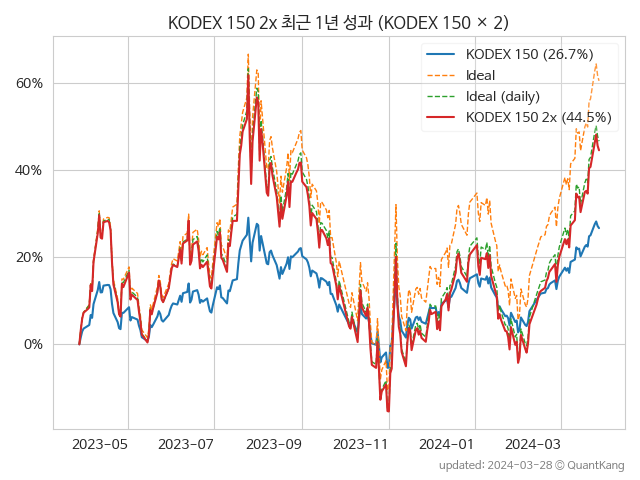 KODEX 150 2x 최근 1년 성과 (KODEX 150 × 2)
KODEX 150 (26.7%)
Ideal
Ideal (daily)
KODEX 150 2x (44.5%)
60%
40%
20%
0%
2023-05
2023-07
2023-09
2023-11
2024-01
2024-03
updated: 2024-03-28 © QuantKang